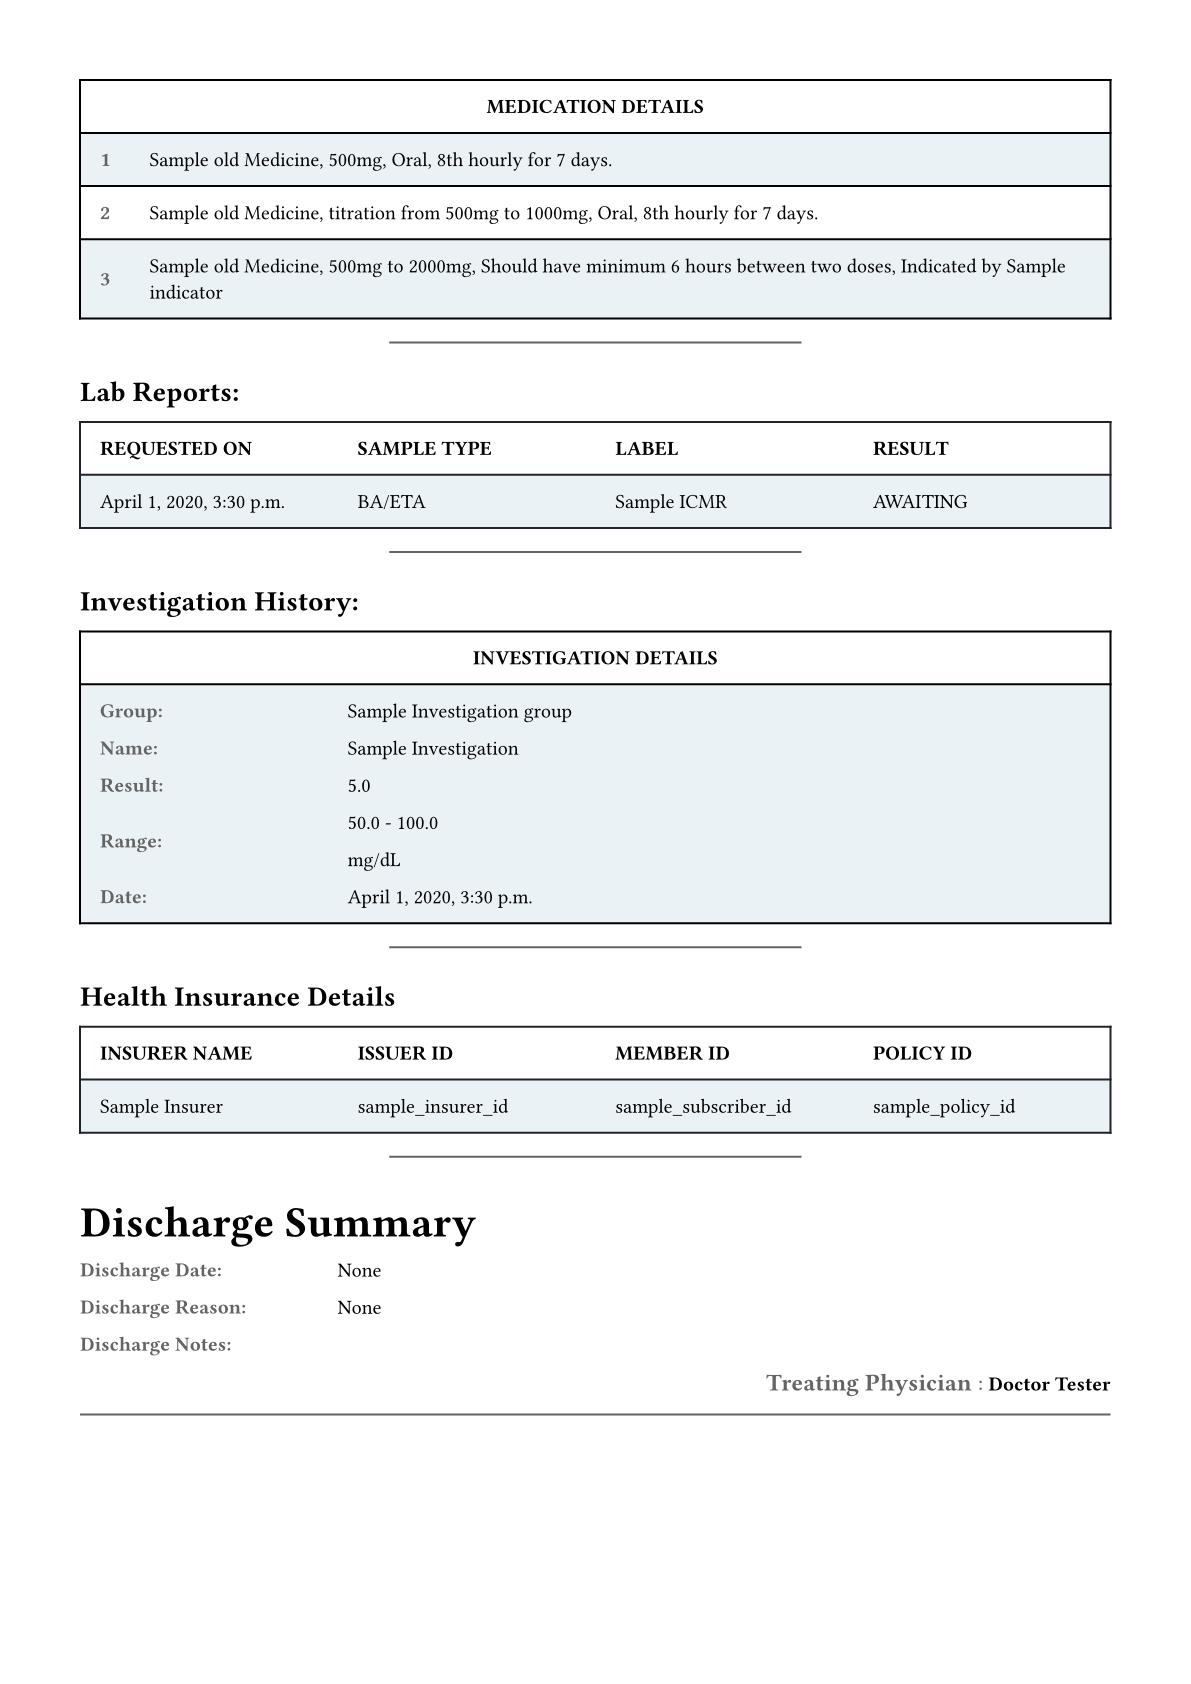 MEDICATION DETAILS
1 Sample old Medicine, 500mg, Oral, 8th hourly for 7 days.
2 Sample old Medicine, titration from 500mg to 1000mg, Oral, 8th hourly for 7 days.
3 Sample old Medicine, 500mg to 2000mg, Should have minimum 6 hours between two doses, Indicated by Sample
indicator
Lab Reports:
REQUESTED ON SAMPLE TYPE LABEL RESULT
April 1, 2020, 3:30 p.m. BA/ETA Sample ICMR AWAITING
Investigation History:
INVESTIGATION DETAILS
Group: Sample Investigation group
Name: Sample Investigation
Result: 5.0
Range: 50.0 - 100.0
mg/dL
Date: April 1, 2020, 3:30 p.m.
Health Insurance Details
INSURER NAME ISSUER ID MEMBER ID POLICY ID
Sample Insurer sample_insurer_id sample_subscriber_id sample_policy_id
Discharge Summary
Discharge Date: None
Discharge Reason: None
Discharge Notes:
Treating Physician : Doctor Tester